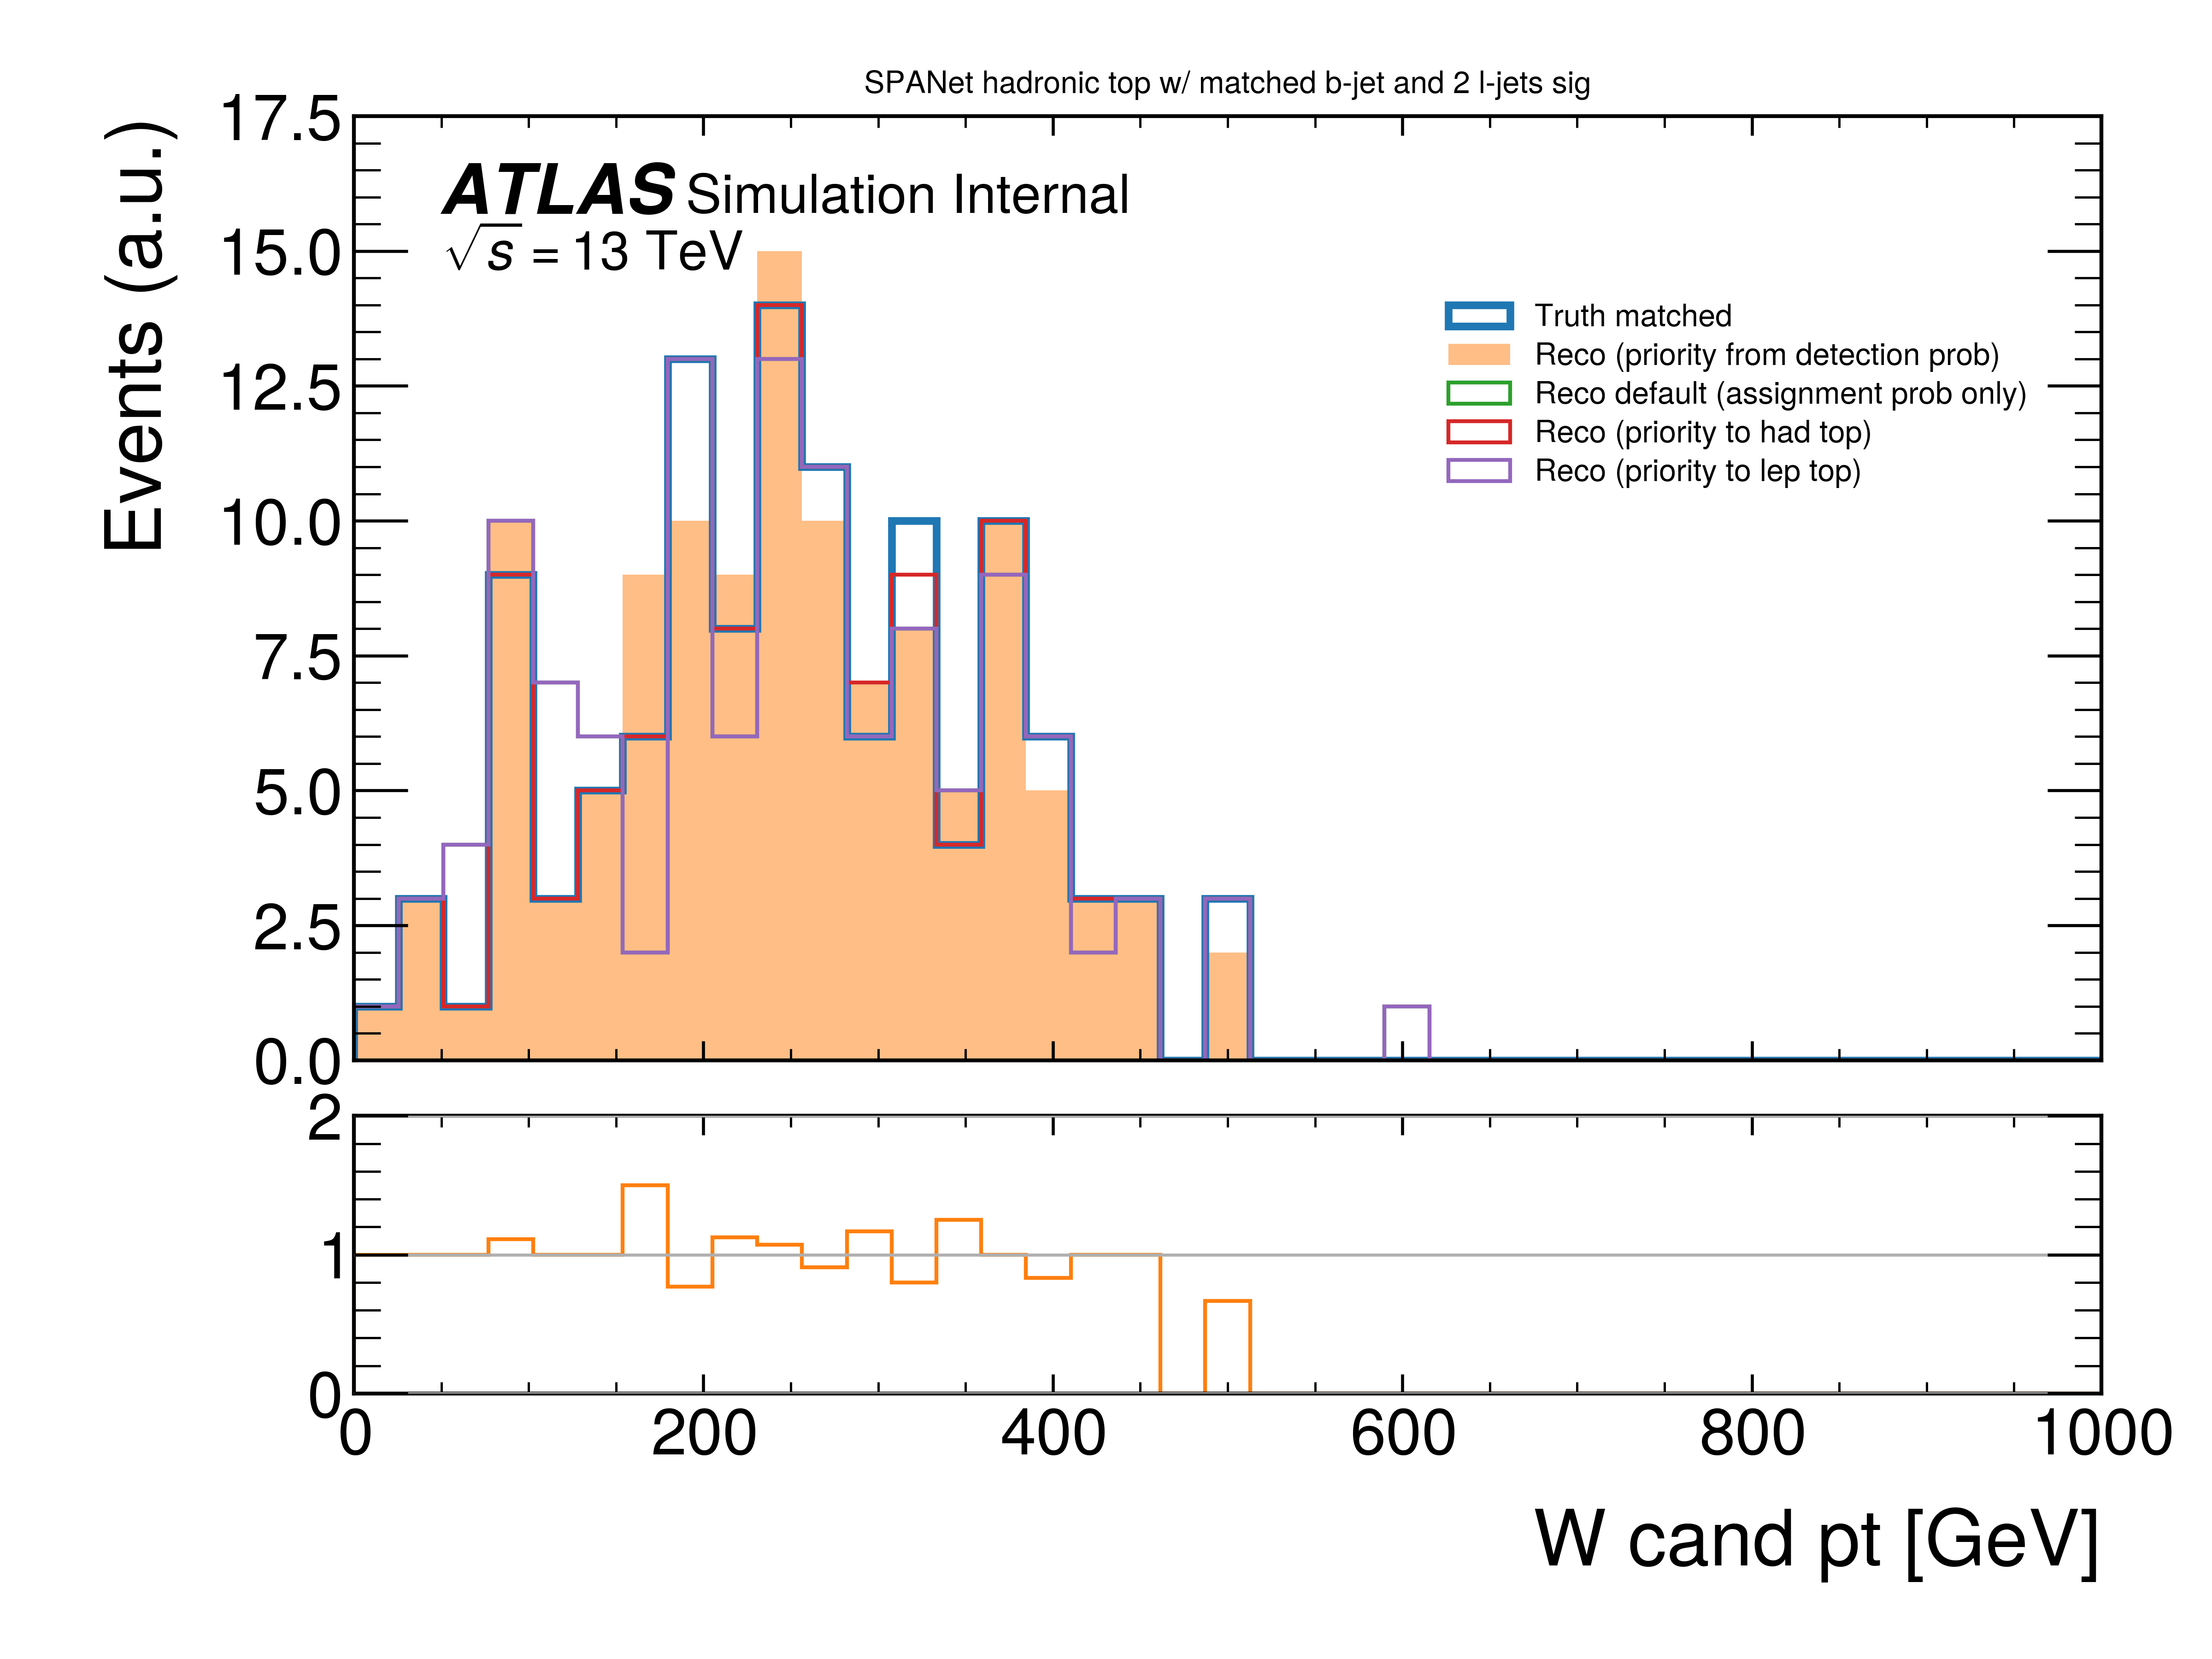 SPANet hadronic top w/ matched b-jet and 2 l-jets sig
Events (a.u.)
17.5
15.0
12.5
10.0
7.5
5.0
2.5
0.0
ATLAS Simulation Internal
√s = 13 TeV
Truth matched
Reco (priority from detection prob)
Reco default (assignment prob only)
Reco (priority to had top)
Reco (priority to lep top)
2
1
0
0 200 400 600 800 1000
W cand pt [GeV]